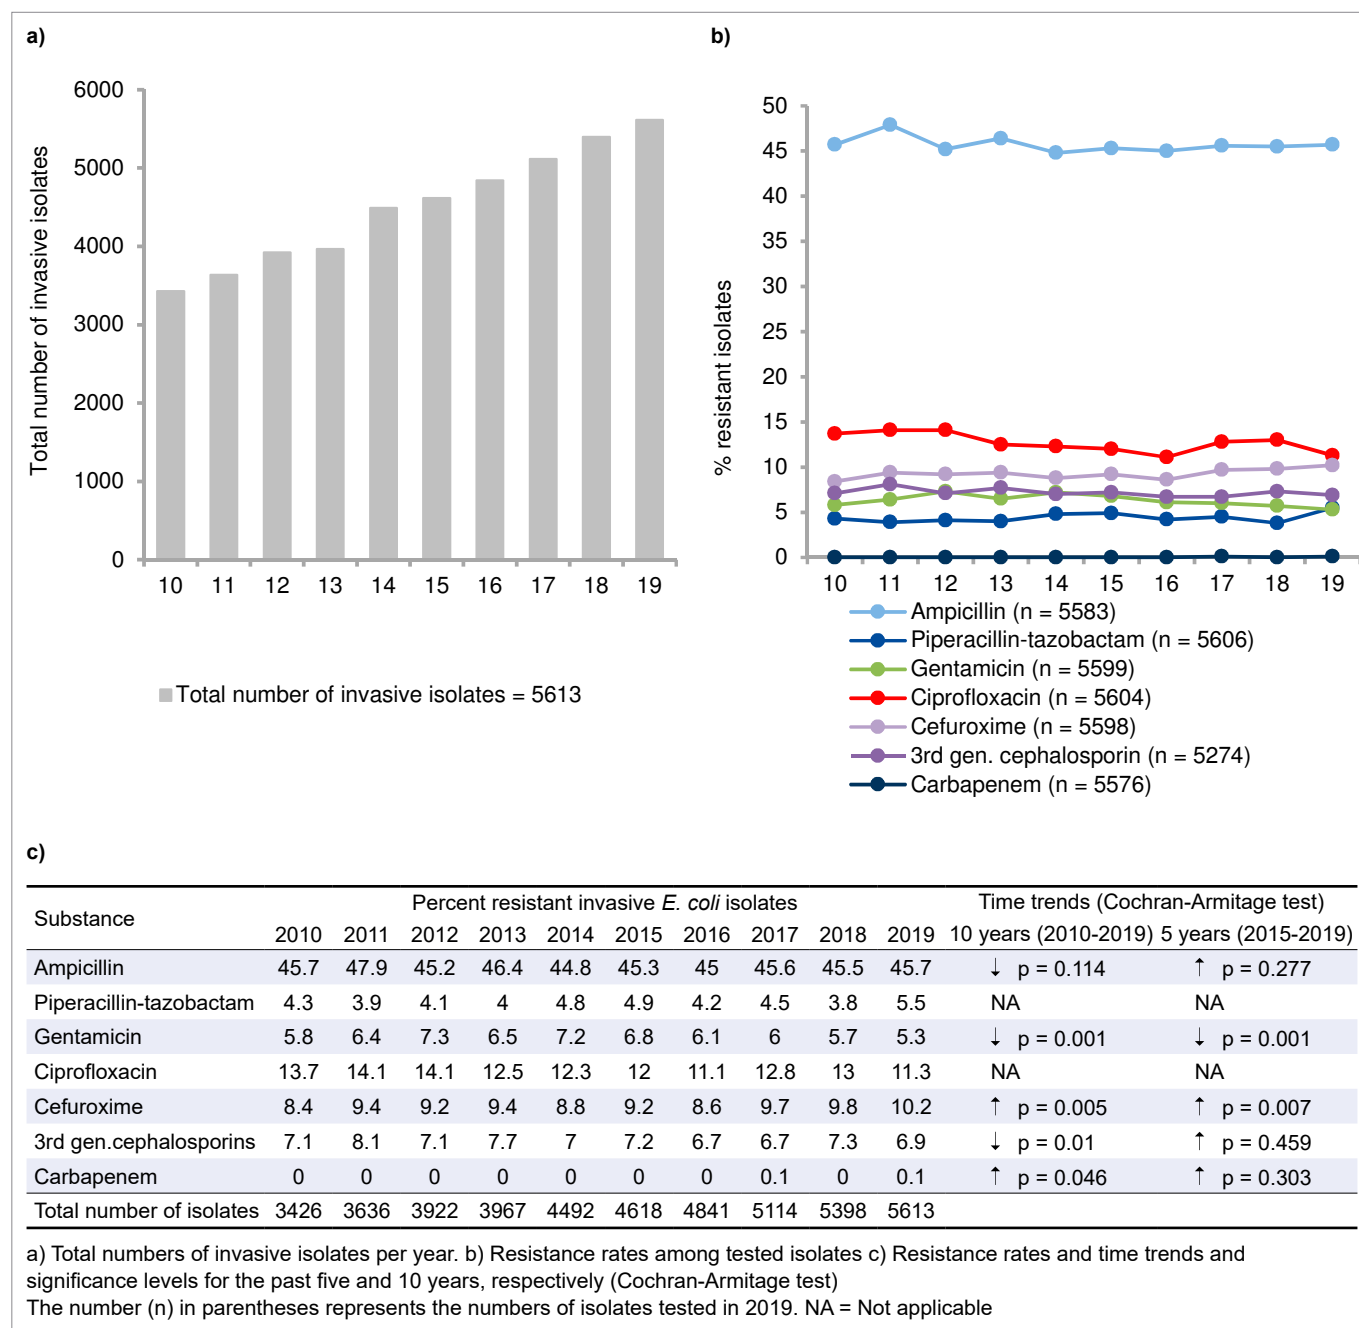 a)
6000
5000
4000
3000
2000
1000
0
Total number of invasive isolates
10 11 12 13 14 15 16 17 18 19
Total number of invasive isolates = 5613
b)
50
45
40
35
30
25
20
15
10
5
0
% resistant isolates
10 11 12 13 14 15 16 17 18 19
Ampicillin (n = 5583)
Piperacillin-tazobactam (n = 5606)
Gentamicin (n = 5599)
Ciprofloxacin (n = 5604)
Cefuroxime (n = 5598)
3rd gen. cephalosporin (n = 5274)
Carbapenem (n = 5576)
c)
Substance Percent resistant invasive E. coli isolates Time trends (Cochran-Armitage test)
2010 2011 2012 2013 2014 2015 2016 2017 2018 2019 10 years (2010-2019) 5 years (2015-2019)
Ampicillin 45.7 47.9 45.2 46.4 44.8 45.3 45 45.6 45.5 45.7 ↓ p = 0.114 ↑ p = 0.277
Piperacillin-tazobactam 4.3 3.9 4.1 4 4.8 4.9 4.2 4.5 3.8 5.5 NA NA
Gentamicin 5.8 6.4 7.3 6.5 7.2 6.8 6.1 6 5.7 5.3 ↓ p = 0.001 ↓ p = 0.001
Ciprofloxacin 13.7 14.1 14.1 12.5 12.3 12 11.1 12.8 13 11.3 NA NA
Cefuroxime 8.4 9.4 9.2 9.4 8.8 9.2 8.6 9.7 9.8 10.2 ↑ p = 0.005 ↑ p = 0.007
3rd gen.cephalosporins 7.1 8.1 7.1 7.7 7 7.2 6.7 6.7 7.3 6.9 ↓ p = 0.01 ↑ p = 0.459
Carbapenem 0 0 0 0 0 0 0 0.1 0 0.1 ↑ p = 0.046 ↑ p = 0.303
Total number of isolates 3426 3636 3922 3967 4492 4618 4841 5114 5398 5613
a) Total numbers of invasive isolates per year. b) Resistance rates among tested isolates c) Resistance rates and time trends and
significance levels for the past five and 10 years, respectively (Cochran-Armitage test)
The number (n) in parentheses represents the numbers of isolates tested in 2019. NA = Not applicable